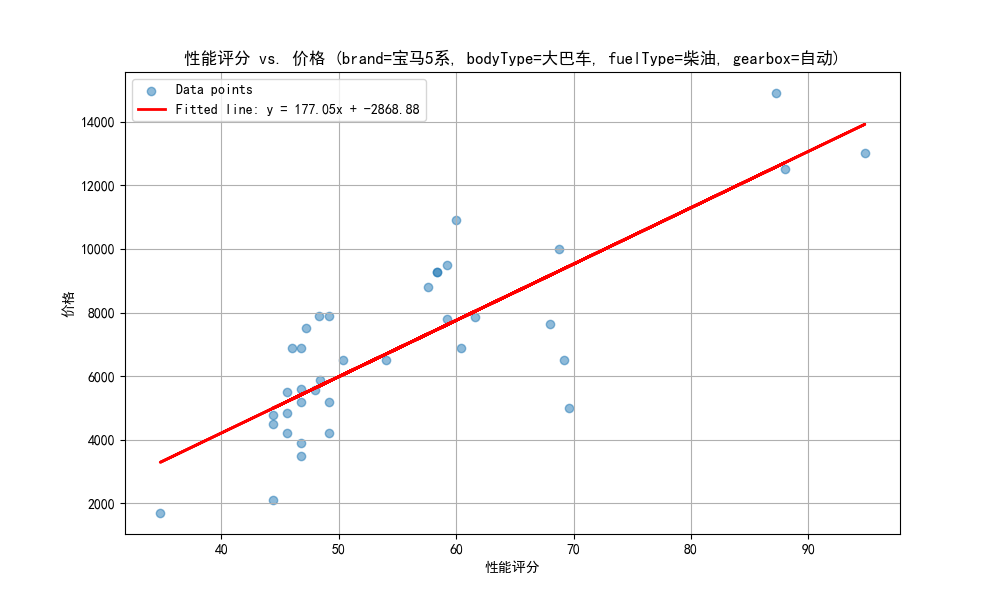 性能评分 vs. 价格 (brand=宝马5系, bodyType=大巴车, fuelType=柴油, gearbox=自动)
Data points
Fitted line: y = 177.05x + -2868.88
14000
12000
10000
8000
6000
4000
2000
价格
40 50 60 70 80 90
性能评分